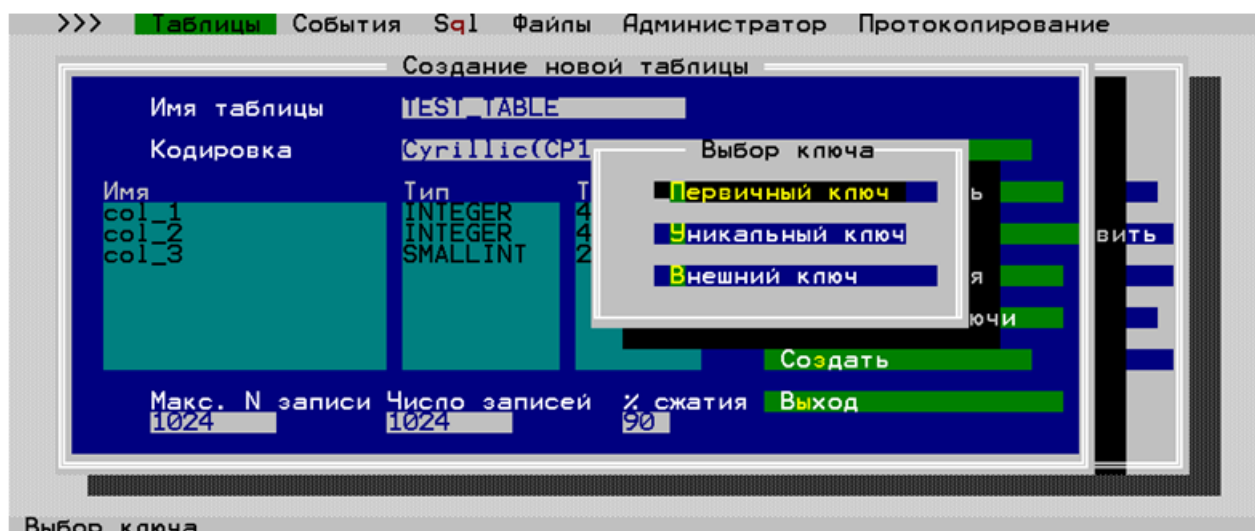 >>> Таблицы События Sql Файлы Администратор Протоколирование
Создание новой таблицы
Имя таблицы TEST_TABLE
Кодировка Cyrillic(CP1
Выбор ключа
Имя Тип Т
Первичный ключ ь
col_1 INTEGER 4
col_2 INTEGER 4
Уникальный ключ вить
col_3 SMALLINT 2
Внешний ключ я
ючи
Создать
Макс. N записи Число записей % сжатия Выход
1024 1024 90
Выбор ключа